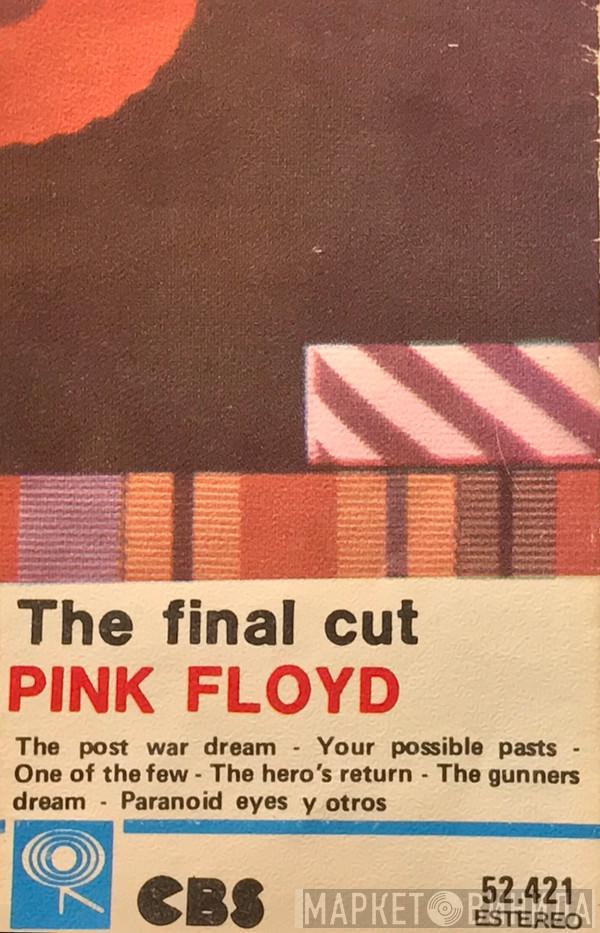 The final cut
PINK FLOYD
The post war dream - Your possible pasts -
One of the few - The hero's return - The gunners
dream - Paranoid eyes y otros
CBS
52.421
ESTEREO
МАРКЕТ ВИНИЛА